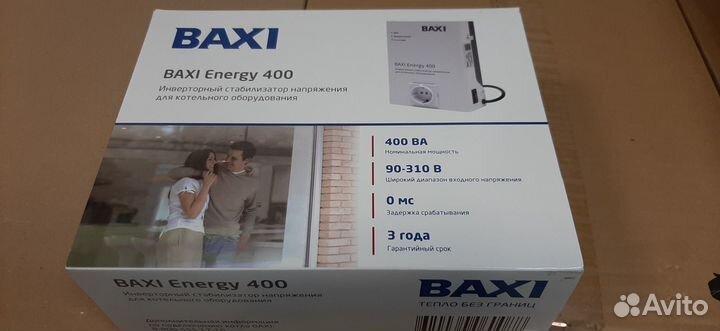 BAXI
BAXI Energy 400
Инверторный стабилизатор напряжения
для котельного оборудования
BAXI
BAXI Energy 400
400 ВА
Номинальная мощность
90-310 В
Широкий диапазон входного напряжения
0 мс
Задержка срабатывания
3 года
Гарантийный срок
BAXI Energy 400
Инверторный стабилизатор напряжения
для котельного оборудования
BAXI
ТЕПЛО БЕЗ ГРАНИЦ
Дополнительная информация
Avito